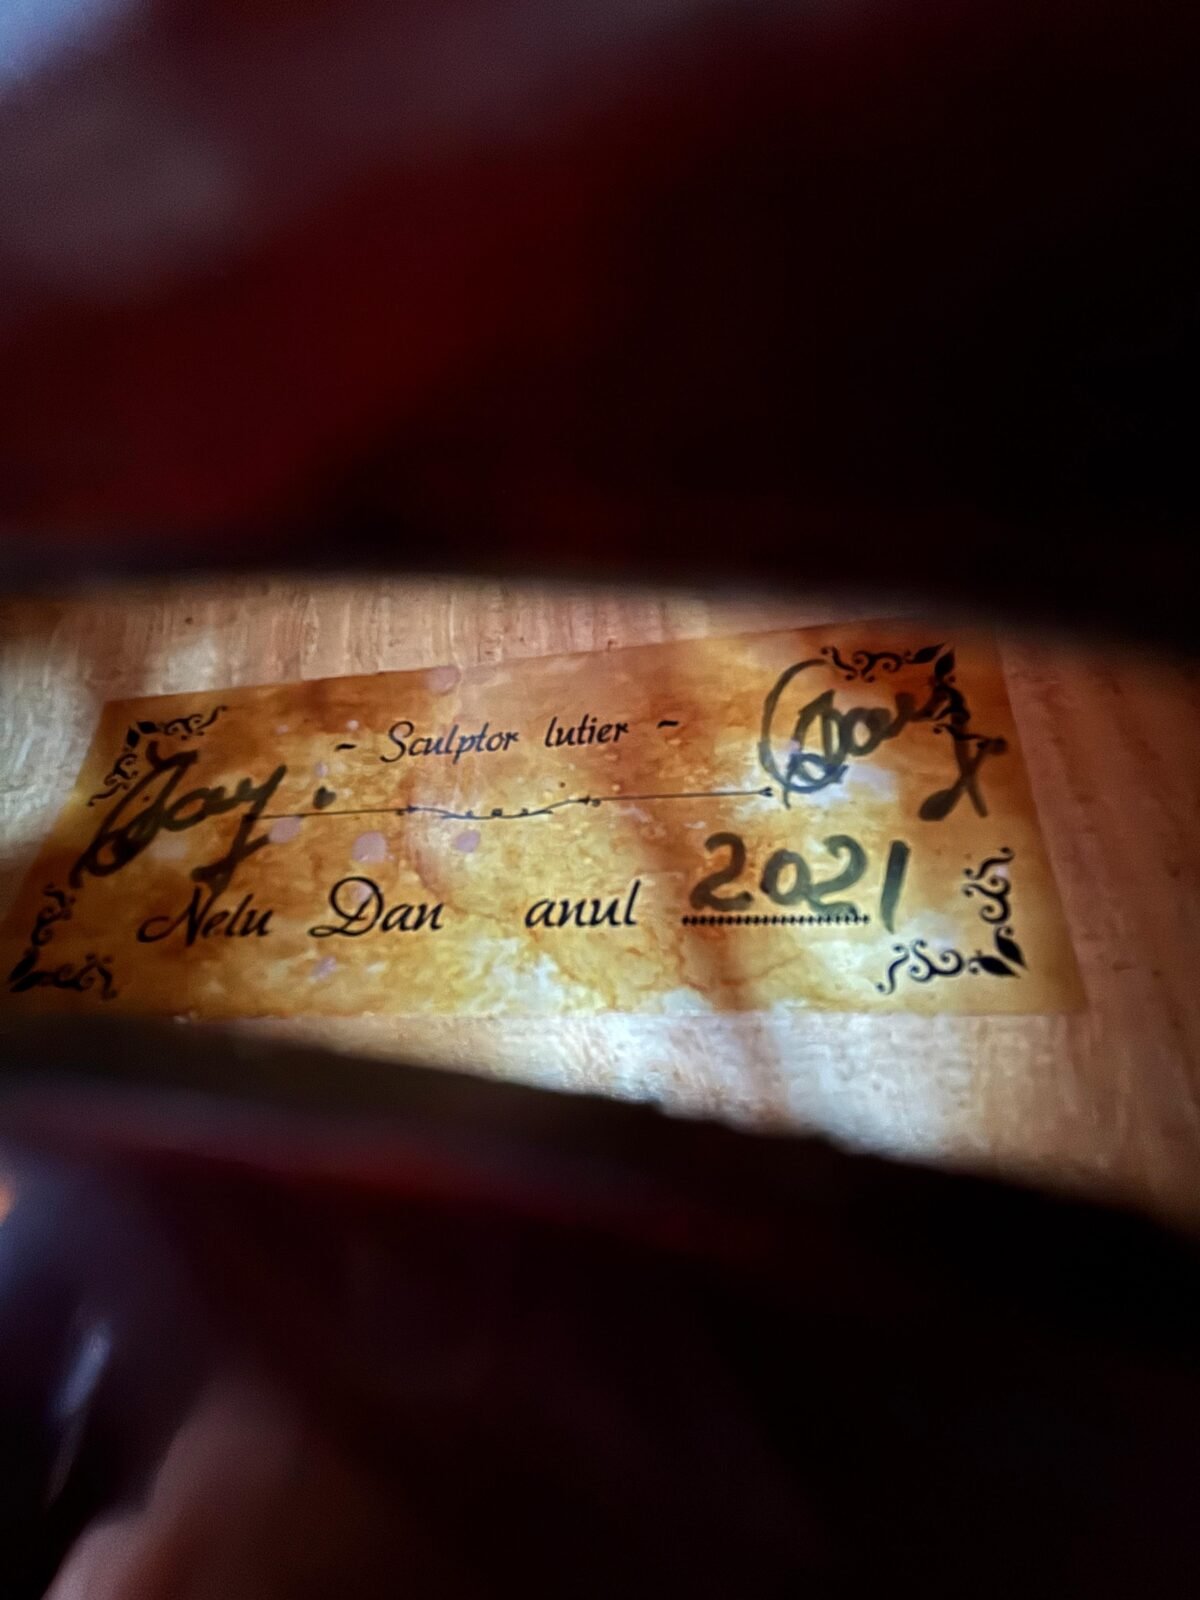 ~ Sculptor lutier ~
Nelu Dan anul 2021